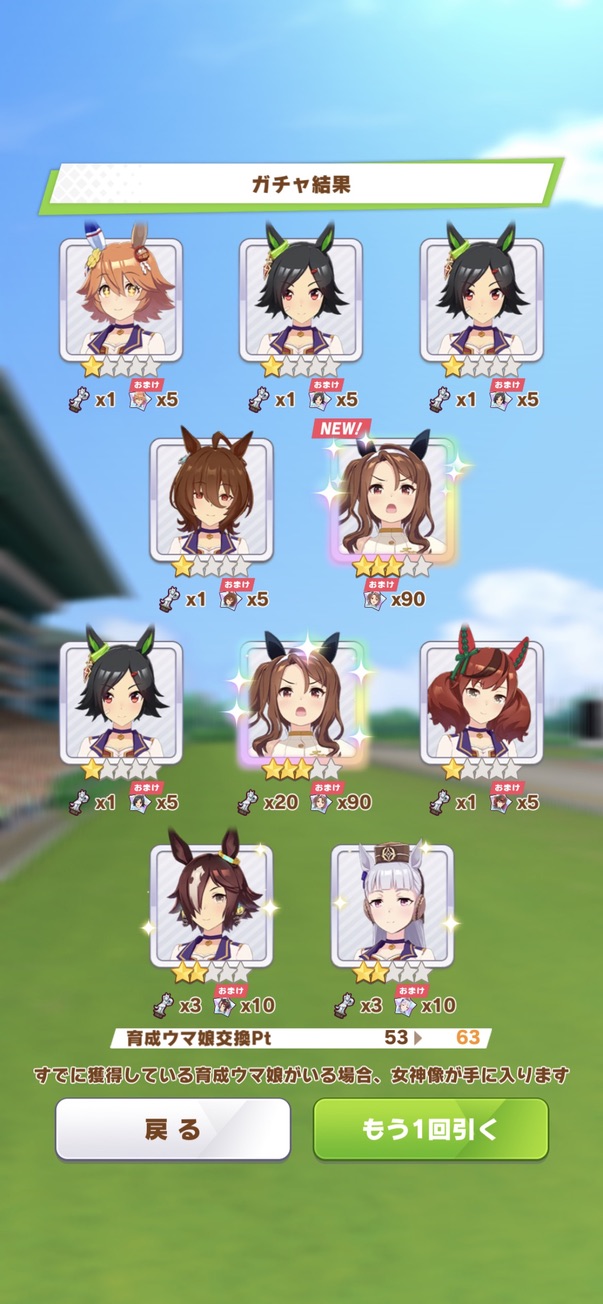 ガチャ結果
おまけ おまけ おまけ
x1 x5 x1 x5 x1 x5
NEW!
おまけ おまけ
x1 x5 x90
おまけ おまけ おまけ
x1 x5 x20 x90 x1 x5
おまけ おまけ
x3 x10 x3 x10
育成ウマ娘交換Pt 53 63
すでに獲得している育成ウマ娘がいる場合、女神像が手に入ります
戻る もう1回引く